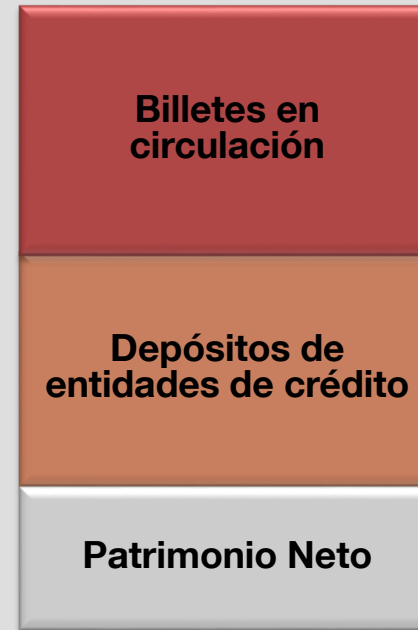 Billetes en
circulación
Depósitos de
entidades de crédito
Patrimonio Neto